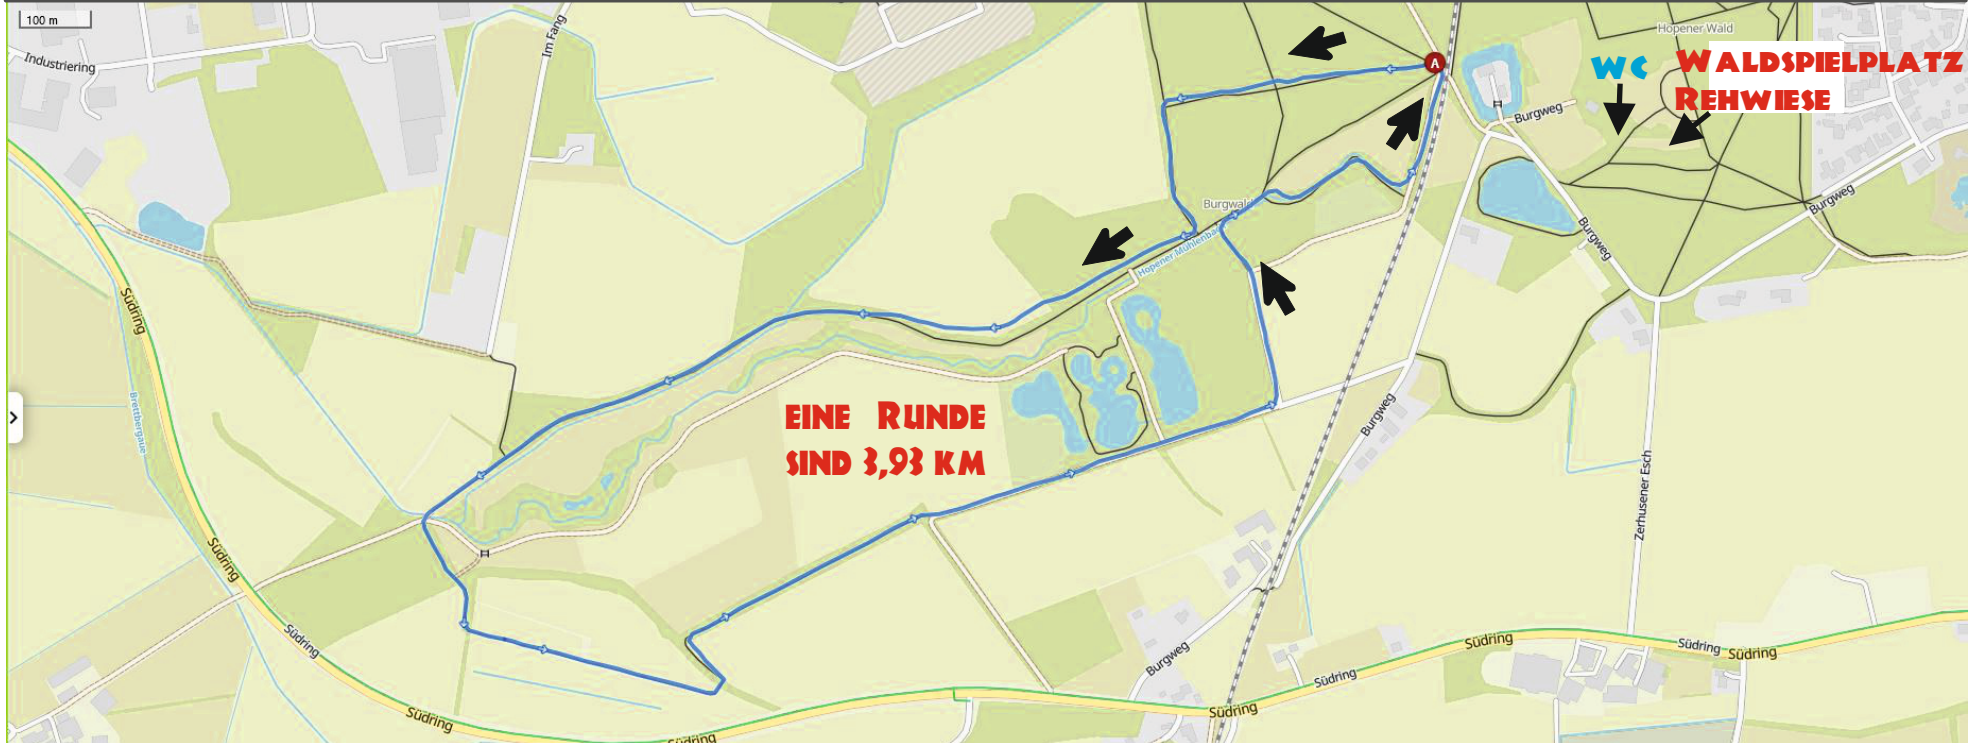 100 m
Industriering
Im Fang
Hopener Wald
A
WC
WALDSPIELPLATZ
REHWIESE
Burgweg
Burgwald
Hopener Mühlenbach
Burgweg
Burgweg
Südring
Brettbergaue
EINE RUNDE
SIND 3,93 KM
Burgweg
Zerhusener Esch
Südring
Südring
Burgweg
Südring
Südring
Südring
Südring
Südring
Südring
Südring